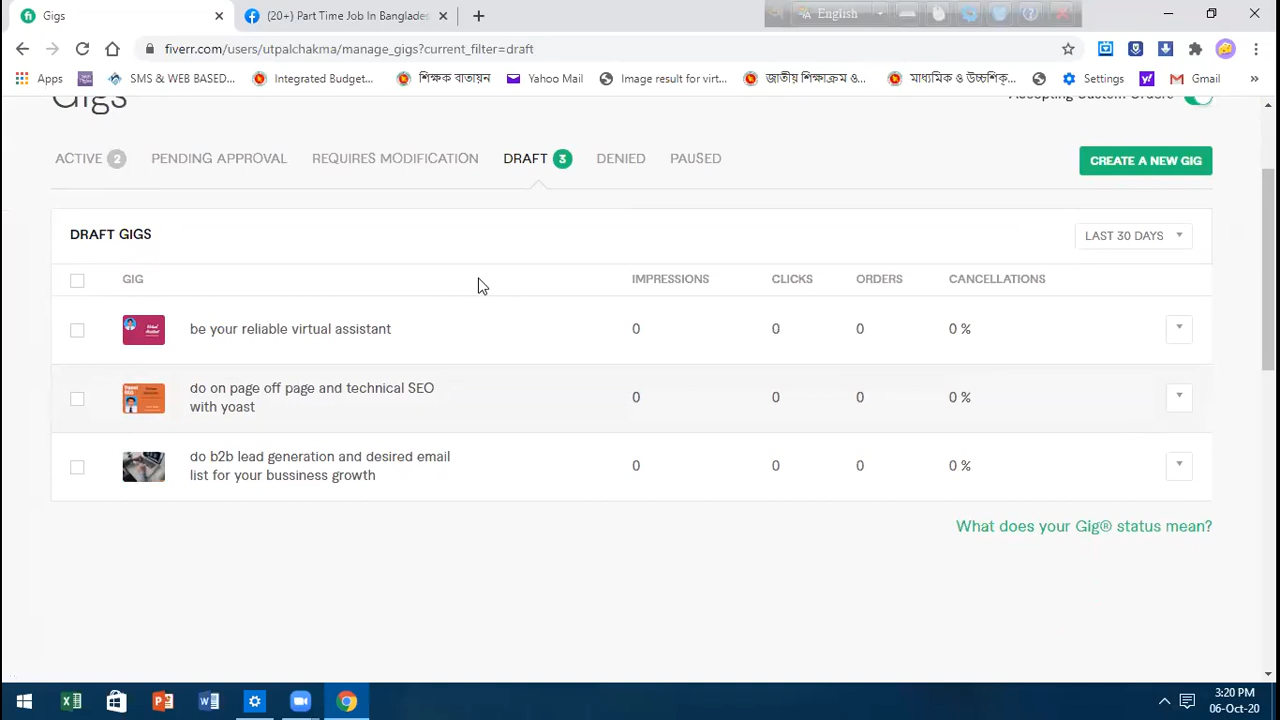 Gigs
(20+) Part Time Job In Banglades
English
fiverr.com/users/utpalchakma/manage_gigs?current_filter=draft
Apps
SMS & WEB BASED...
Integrated Budget...
শিক্ষক বাতায়ন
Yahoo Mail
Image result for virt...
জাতীয় শিক্ষাক্রম ও...
মাধ্যমিক ও উচ্চশিক্...
Settings
Gmail
»
Gigs
Accepting Custom Orders
ACTIVE 2
PENDING APPROVAL
REQUIRES MODIFICATION
DRAFT 3
DENIED
PAUSED
CREATE A NEW GIG
DRAFT GIGS
LAST 30 DAYS
GIG IMPRESSIONS CLICKS ORDERS CANCELLATIONS
be your reliable virtual assistant 0 0 0 0 %
do on page off page and technical SEO
with yoast
0 0 0 0 %
do b2b lead generation and desired email
list for your bussiness growth
0 0 0 0 %
What does your Gig® status mean?
3:20 PM
06-Oct-20